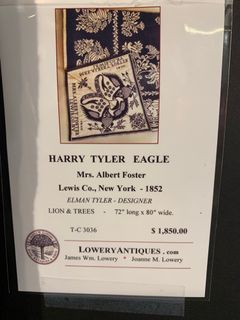 HARRY TYLER EAGLE
Mrs. Albert Foster
Lewis Co., New York - 1852
ELMAN TYLER - DESIGNER
LION & TREES - 72" long x 80" wide.
T-C 3036 $ 1,850.00
LOWERYANTIQUES.com
James Wm. Lowery * Joanne M. Lowery